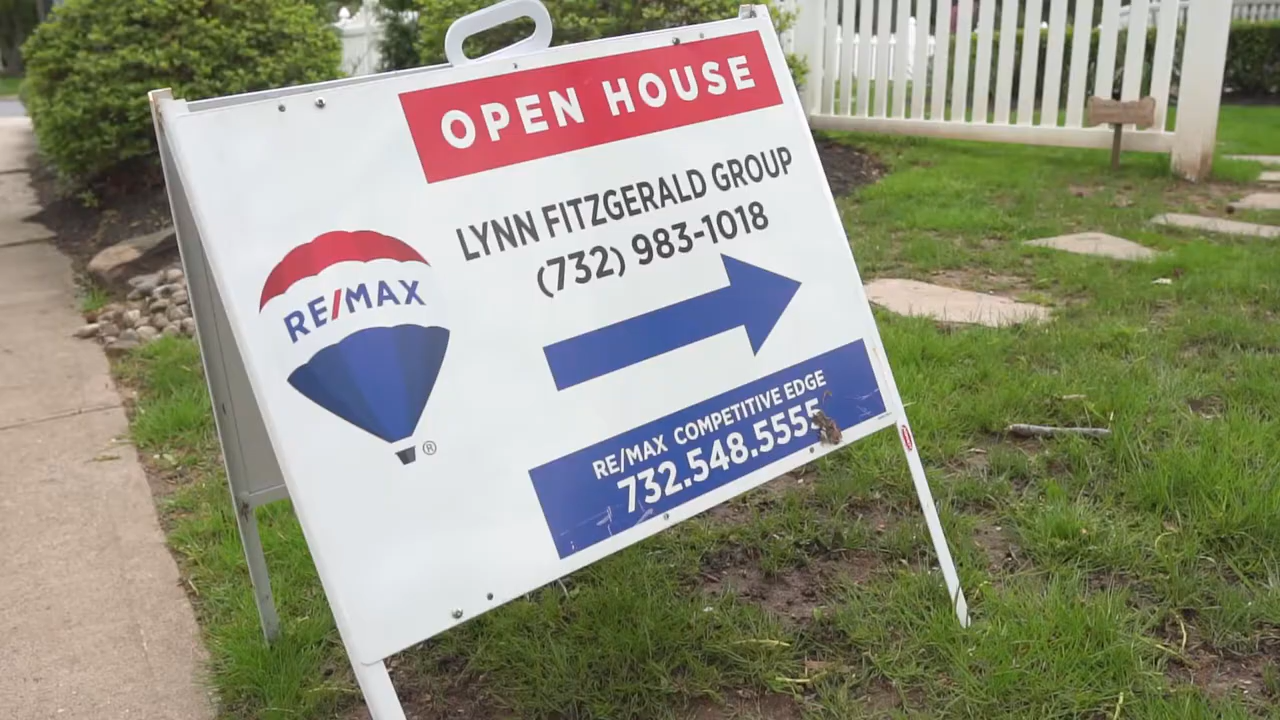 OPEN HOUSE
LYNN FITZGERALD GROUP
(732) 983-1018
RE/MAX
®
RE/MAX COMPETITIVE EDGE
732.548.5555